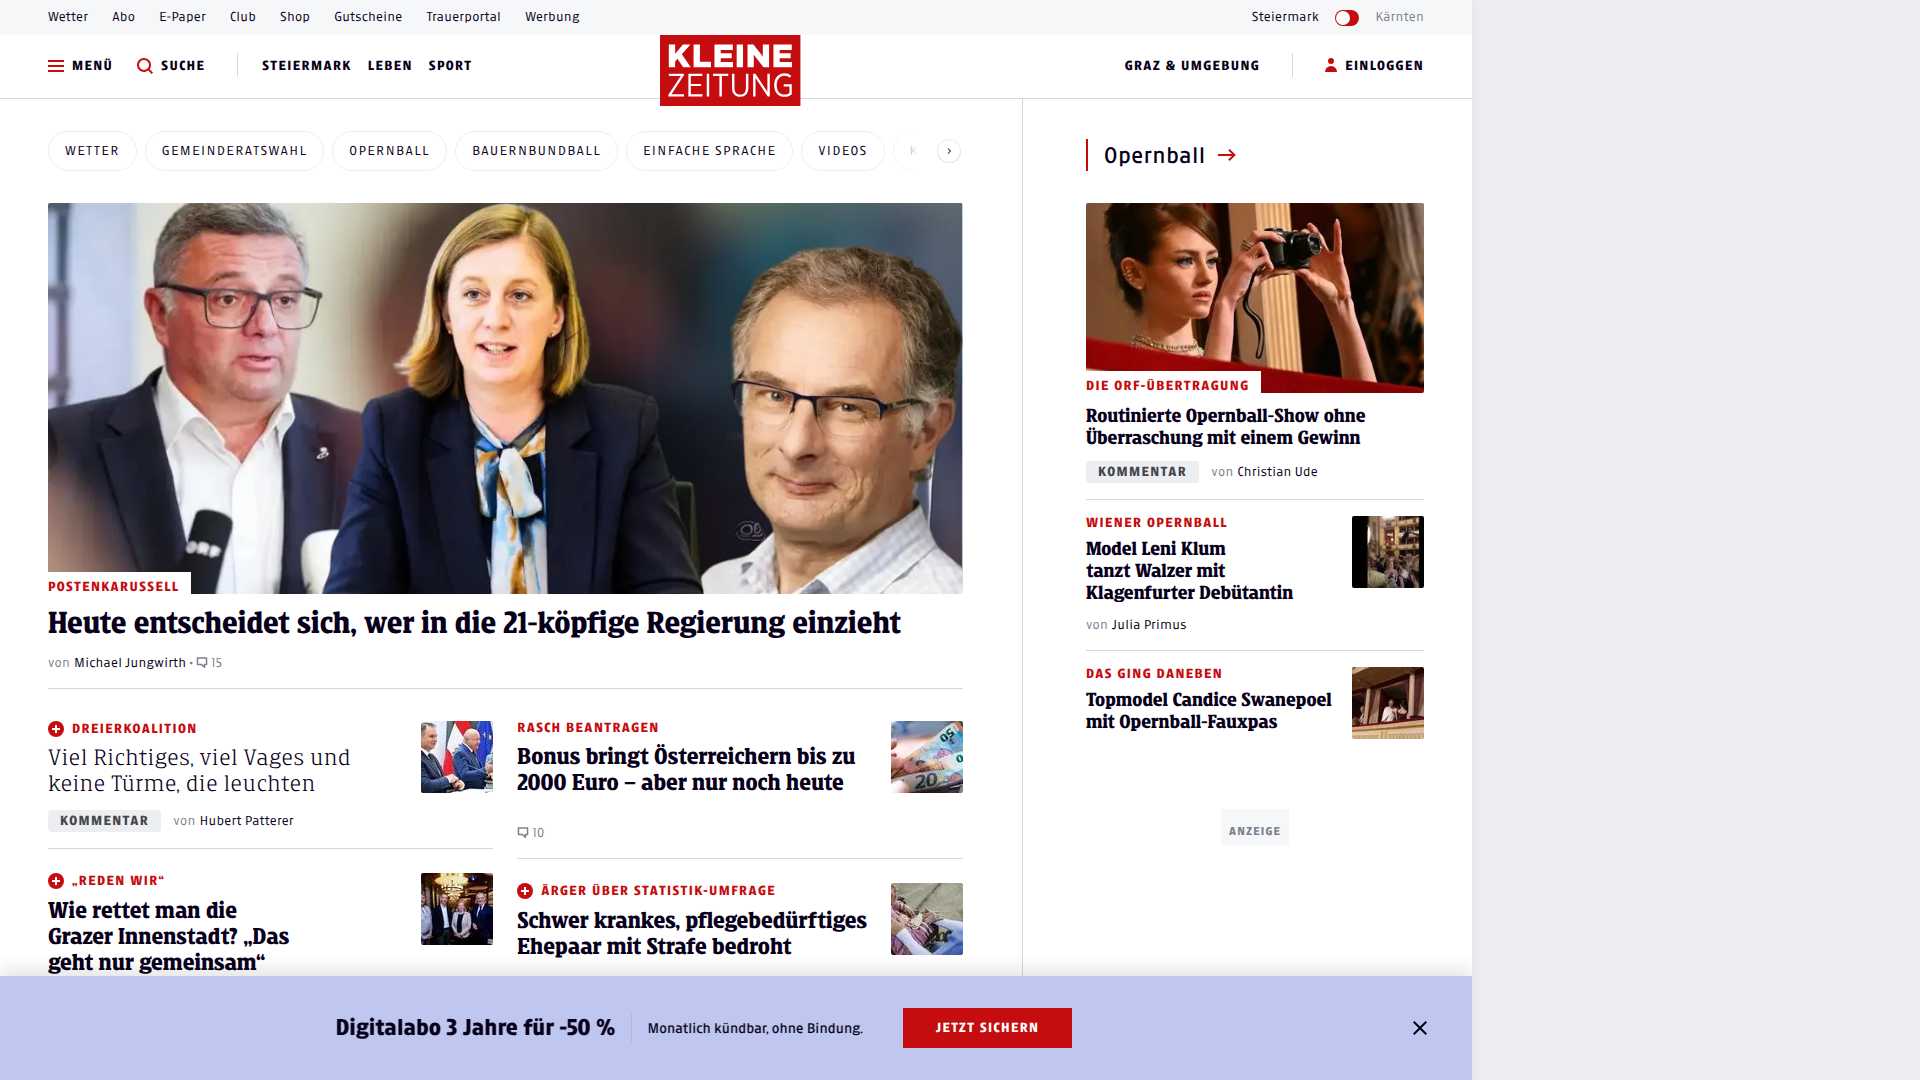 Wetter Abo E-Paper Club Shop Gutscheine Trauerportal Werbung
Steiermark Kärnten
MENÜ SUCHE STEIERMARK LEBEN SPORT
KLEINE
ZEITUNG
GRAZ & UMGEBUNG EINLOGGEN
WETTER GEMEINDERATSWAHL OPERNBALL BAUERNBUNDBALL EINFACHE SPRACHE VIDEOS K
POSTENKARUSSELL
Heute entscheidet sich, wer in die 21-köpfige Regierung einzieht
von Michael Jungwirth · 15
DREIERKOALITION
Viel Richtiges, viel Vages und
keine Türme, die leuchten
KOMMENTAR von Hubert Patterer
„REDEN WIR“
Wie rettet man die
Grazer Innenstadt? „Das
geht nur gemeinsam“
RASCH BEANTRAGEN
Bonus bringt Österreichern bis zu
2000 Euro – aber nur noch heute
10
ÄRGER ÜBER STATISTIK-UMFRAGE
Schwer krankes, pflegebedürftiges
Ehepaar mit Strafe bedroht
Opernball
DIE ORF-ÜBERTRAGUNG
Routinierte Opernball-Show ohne
Überraschung mit einem Gewinn
KOMMENTAR von Christian Ude
WIENER OPERNBALL
Model Leni Klum
tanzt Walzer mit
Klagenfurter Debütantin
von Julia Primus
DAS GING DANEBEN
Topmodel Candice Swanepoel
mit Opernball-Fauxpas
ANZEIGE
Digitalabo 3 Jahre für -50 %
Monatlich kündbar, ohne Bindung.
JETZT SICHERN